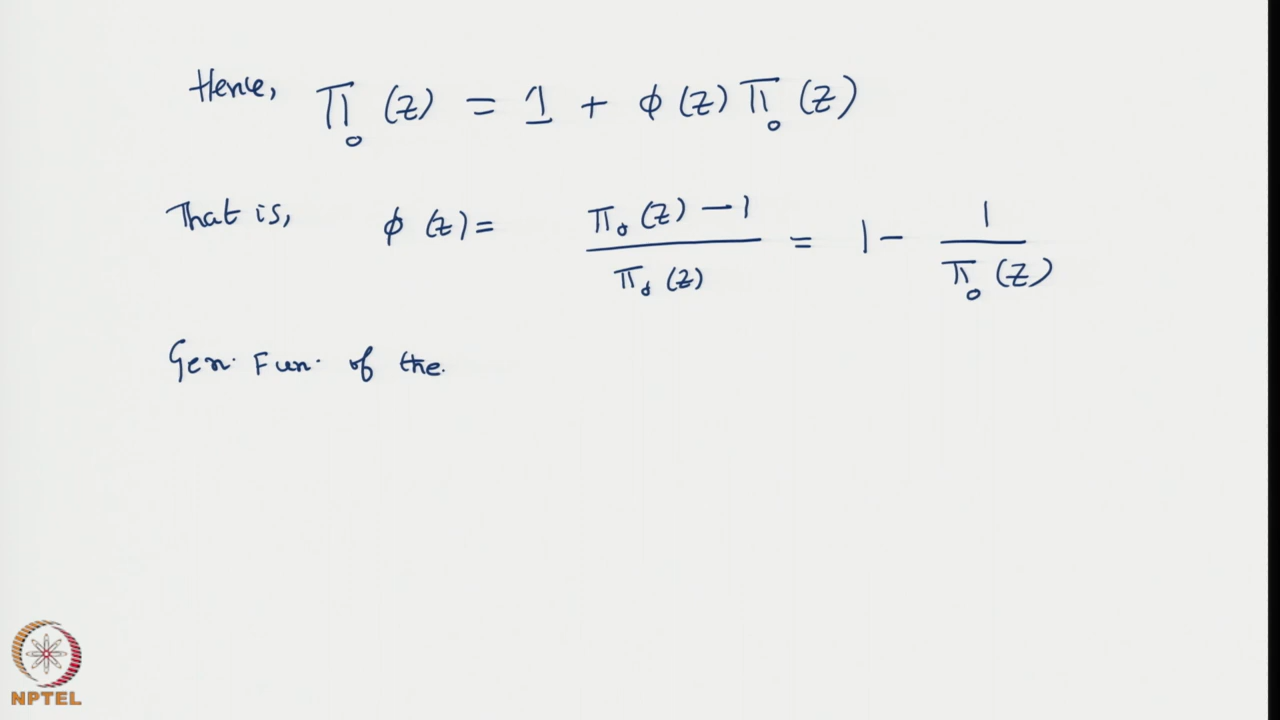 Hence, Π₀(z) = 1 + φ(z) Π₀(z)
That is, φ(z) = (Π₀(z) − 1) / Π₀(z) = 1 − 1 / Π₀(z)
Gen. Fun. of the
NPTEL